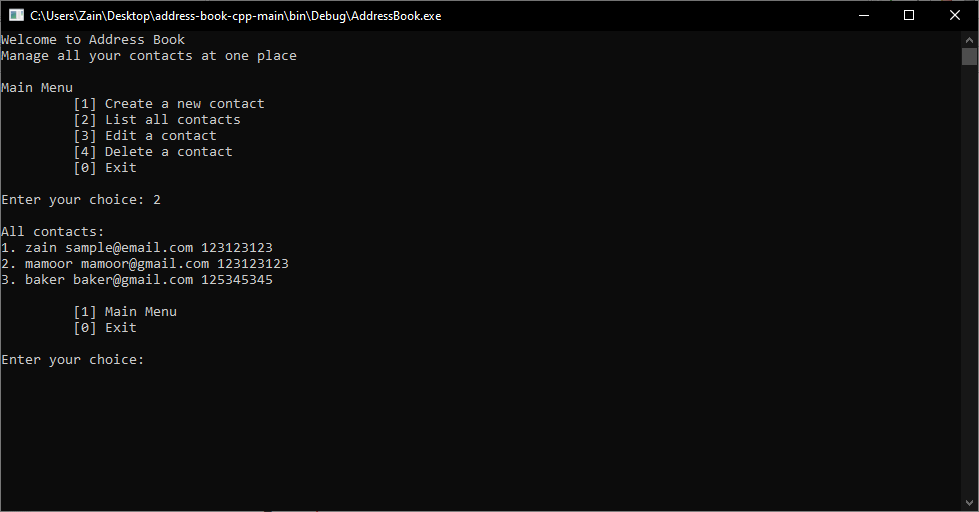 C:\Users\Zain\Desktop\address-book-cpp-main\bin\Debug\AddressBook.exe
Welcome to Address Book
Manage all your contacts at one place
Main Menu
[1] Create a new contact
[2] List all contacts
[3] Edit a contact
[4] Delete a contact
[0] Exit
Enter your choice: 2
All contacts:
1. zain sample@email.com 123123123
2. mamoor mamoor@gmail.com 123123123
3. baker baker@gmail.com 125345345
[1] Main Menu
[0] Exit
Enter your choice: